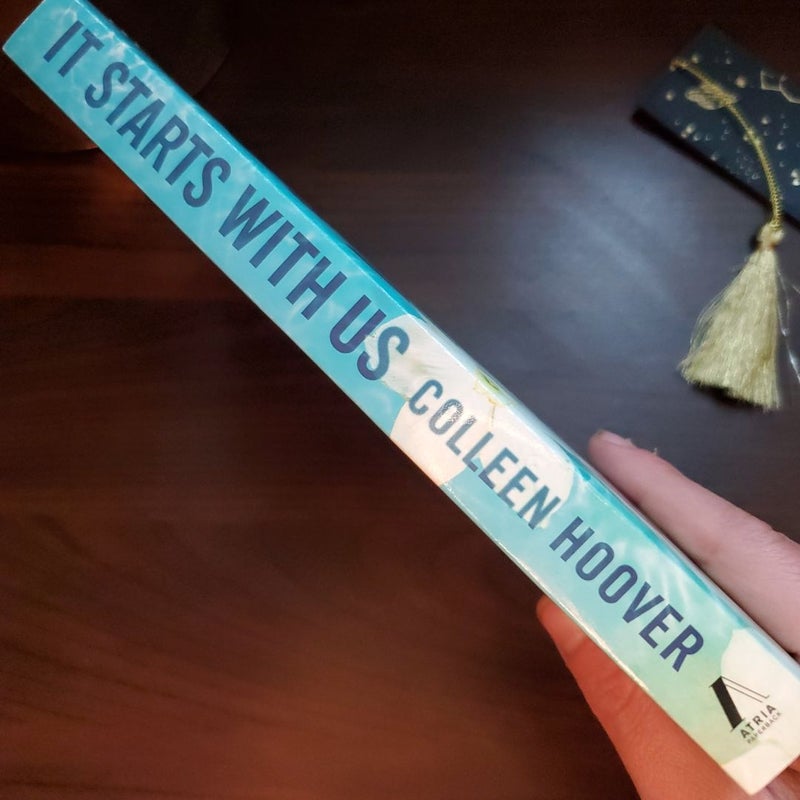 IT STARTS WITH US
COLLEEN HOOVER
ATRIA
PAPERBACK